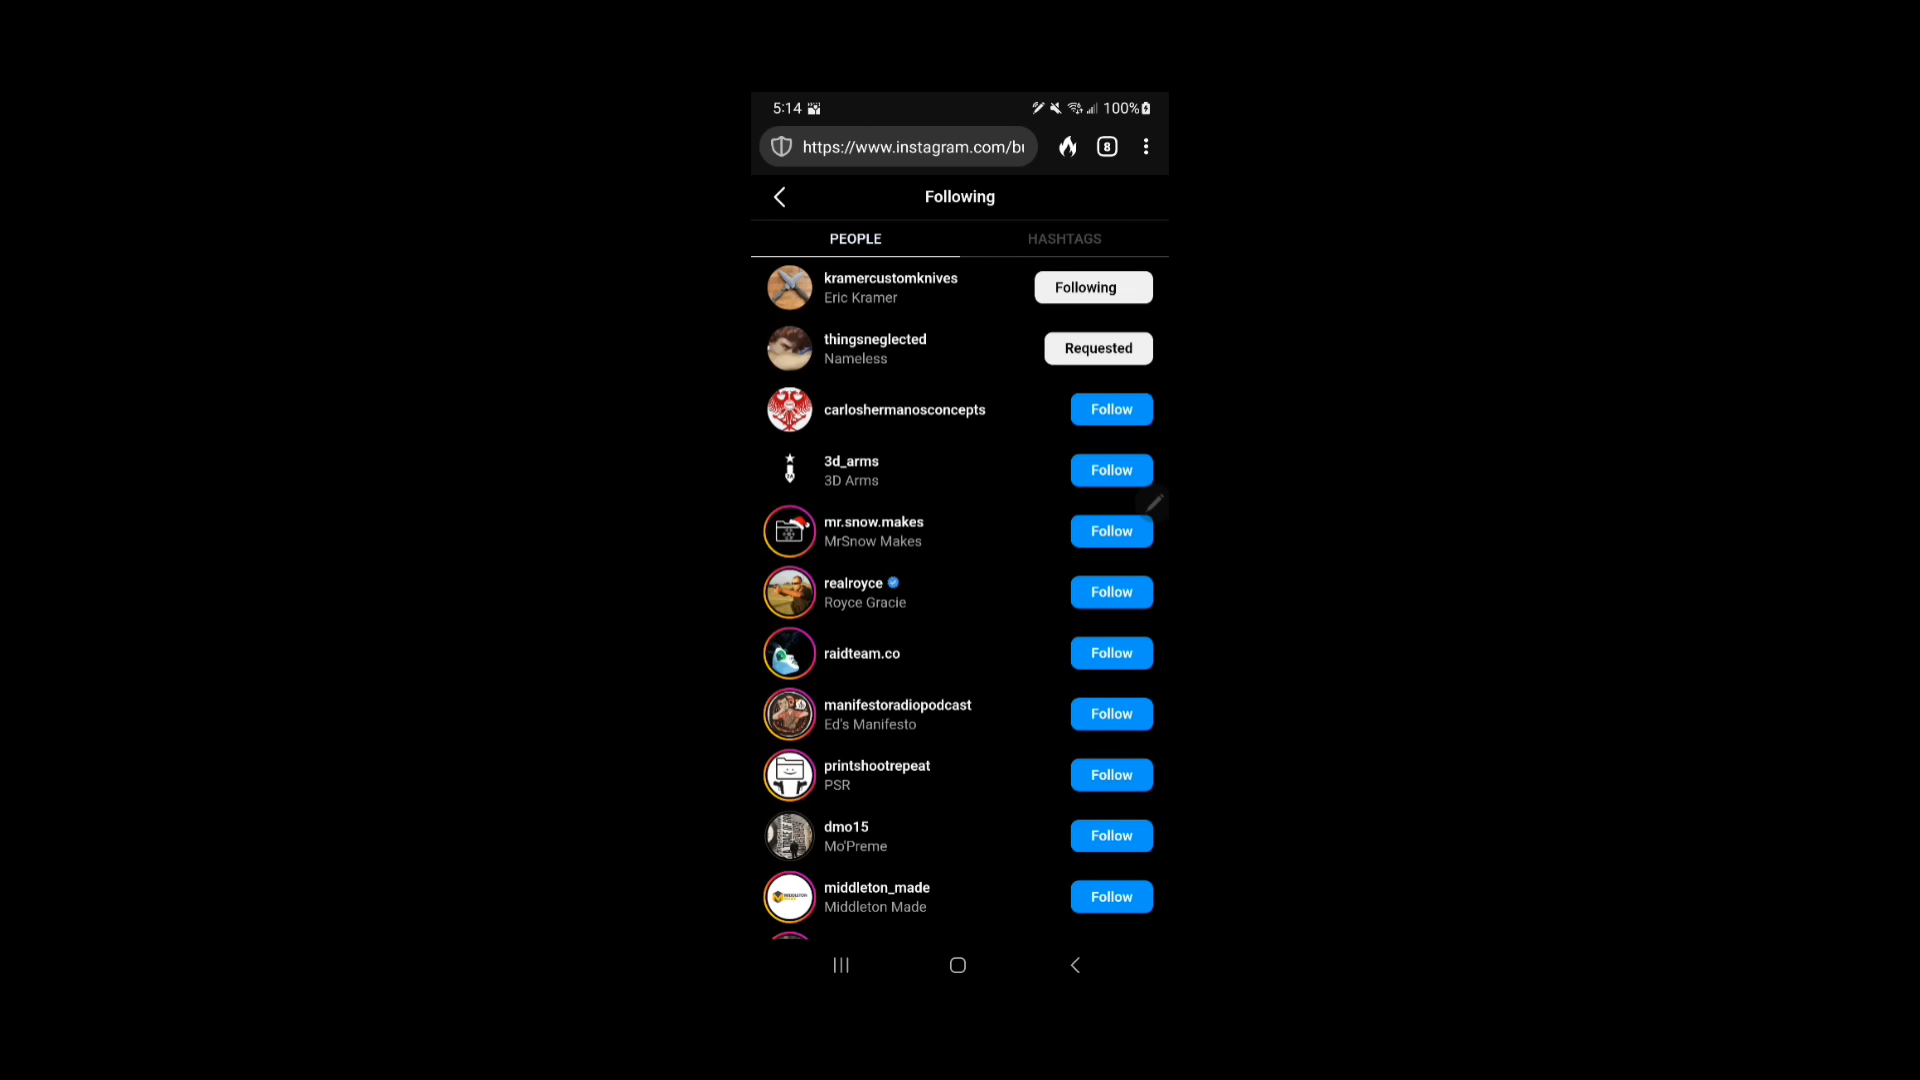 5:14 100%
https://www.instagram.com/bu
8
Following
PEOPLE HASHTAGS
kramercustomknives
Eric Kramer
Following
thingsneglected
Nameless
Requested
carloshermanosconcepts
Follow
3d_arms
3D Arms
Follow
mr.snow.makes
MrSnow Makes
Follow
realroyce
Royce Gracie
Follow
raidteam.co
Follow
manifestoradiopodcast
Ed's Manifesto
Follow
printshootrepeat
PSR
Follow
dmo15
Mo'Preme
Follow
middleton_made
Middleton Made
Follow